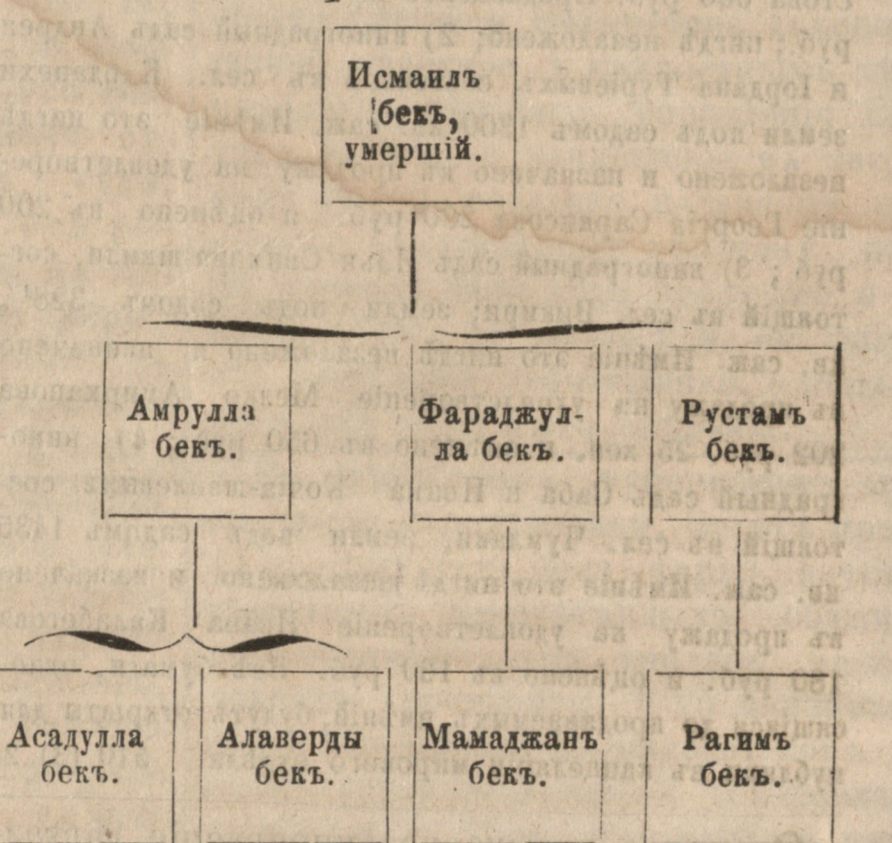 Исмаилъ
бекъ,
умершій.
Амрулла
бекъ.
Фараджул-
ла бекъ.
Рустамъ
бекъ.
Асадулла
бекъ.
Алаверды
бекъ.
Мамаджанъ
бекъ.
Рагимъ
бекъ.